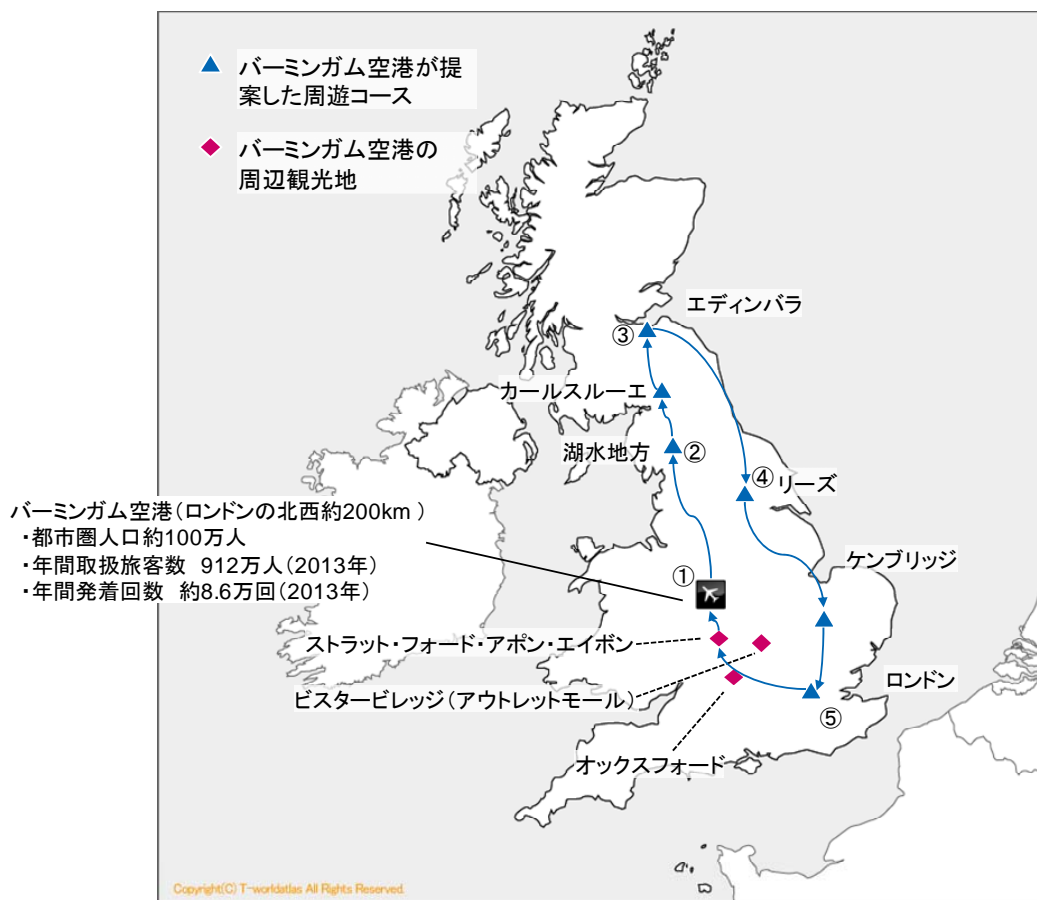 バーミンガム空港が提
案した周遊コース
バーミンガム空港の
周辺観光地
エディンバラ
③
カールスルーエ
湖水地方
②
④
リーズ
バーミンガム空港(ロンドンの北西約200km )
・都市圏人口約100万人
・年間取扱旅客数 912万人(2013年)
・年間発着回数 約8.6万回(2013年)
ケンブリッジ
①
ストラット・フォード・アポン・エイボン
ビスタービレッジ(アウトレットモール)
ロンドン
⑤
オックスフォード
Copyright(C) T-worldatlas All Rights Reserved.